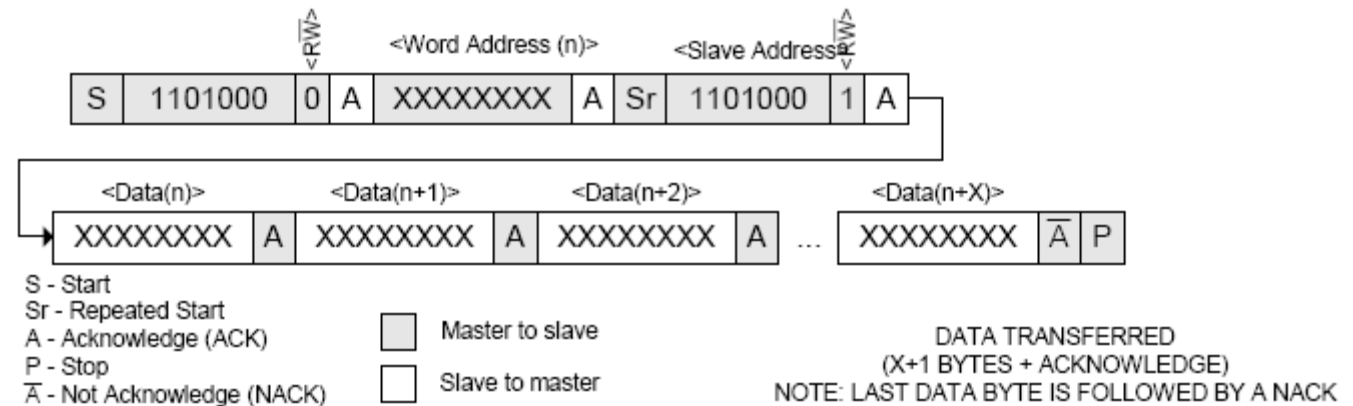 <RW̅>
<Word Address (n)>
<Slave Address>
<RW̅>
S 1101000 0 A XXXXXXXX A Sr 1101000 1 A
<Data(n)> <Data(n+1)> <Data(n+2)> <Data(n+X)>
XXXXXXXX A XXXXXXXX A XXXXXXXX A ... XXXXXXXX A̅ P
S - Start
Sr - Repeated Start
A - Acknowledge (ACK)
P - Stop
A̅ - Not Acknowledge (NACK)
Master to slave
Slave to master
DATA TRANSFERRED
(X+1 BYTES + ACKNOWLEDGE)
NOTE: LAST DATA BYTE IS FOLLOWED BY A NACK